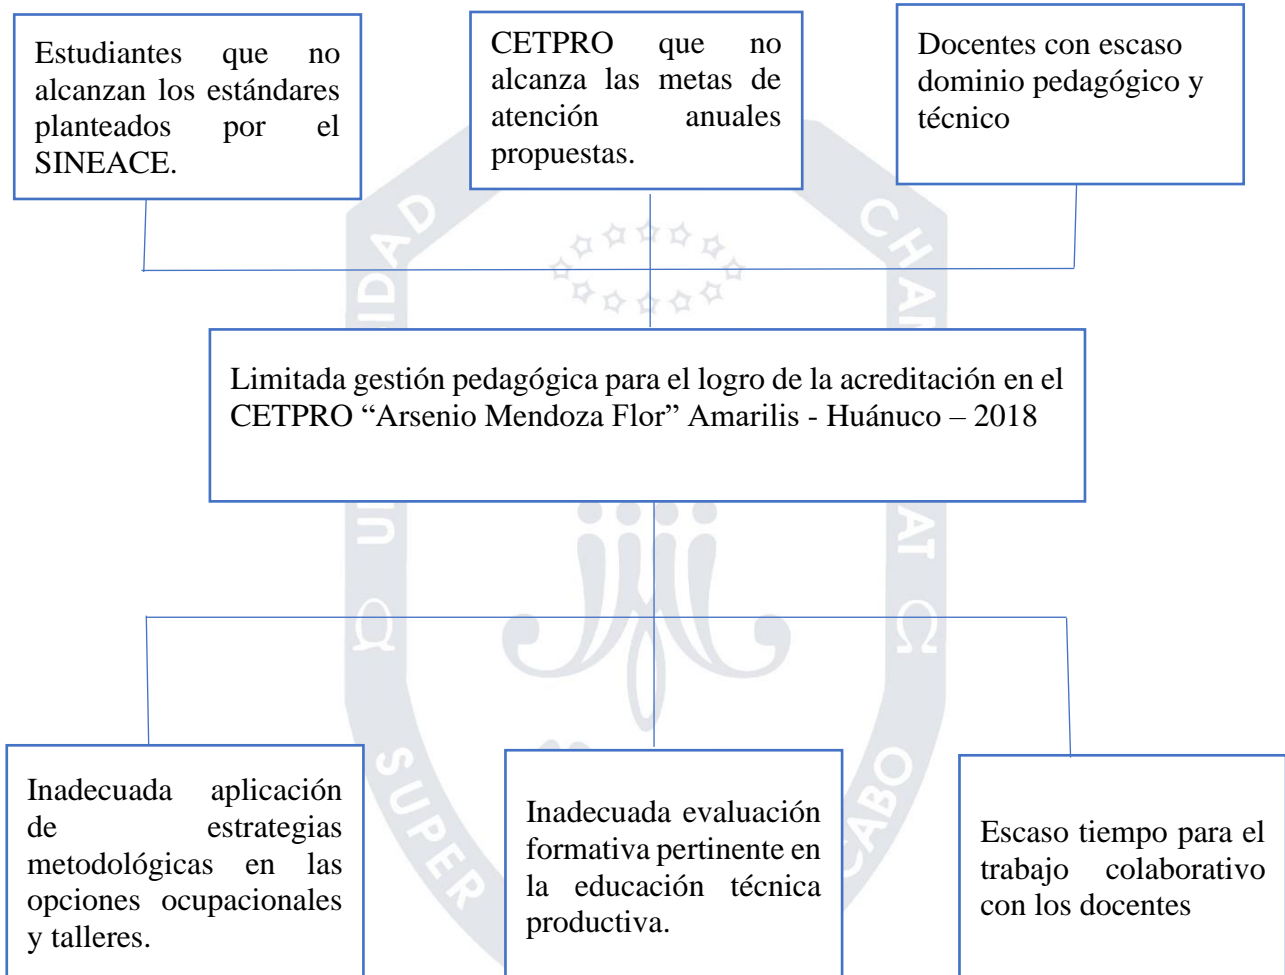 Estudiantes que no
alcanzan los estándares
planteados por el
SINEACE.
CETPRO que no
alcanza las metas de
atención anuales
propuestas.
Docentes con escaso
dominio pedagógico y
técnico
Limitada gestión pedagógica para el logro de la acreditación en el
CETPRO “Arsenio Mendoza Flor” Amarilis - Huánuco – 2018
Inadecuada aplicación
de estrategias
metodológicas en las
opciones ocupacionales
y talleres.
Inadecuada evaluación
formativa pertinente en
la educación técnica
productiva.
Escaso tiempo para el
trabajo colaborativo
con los docentes
SUPER
CABO